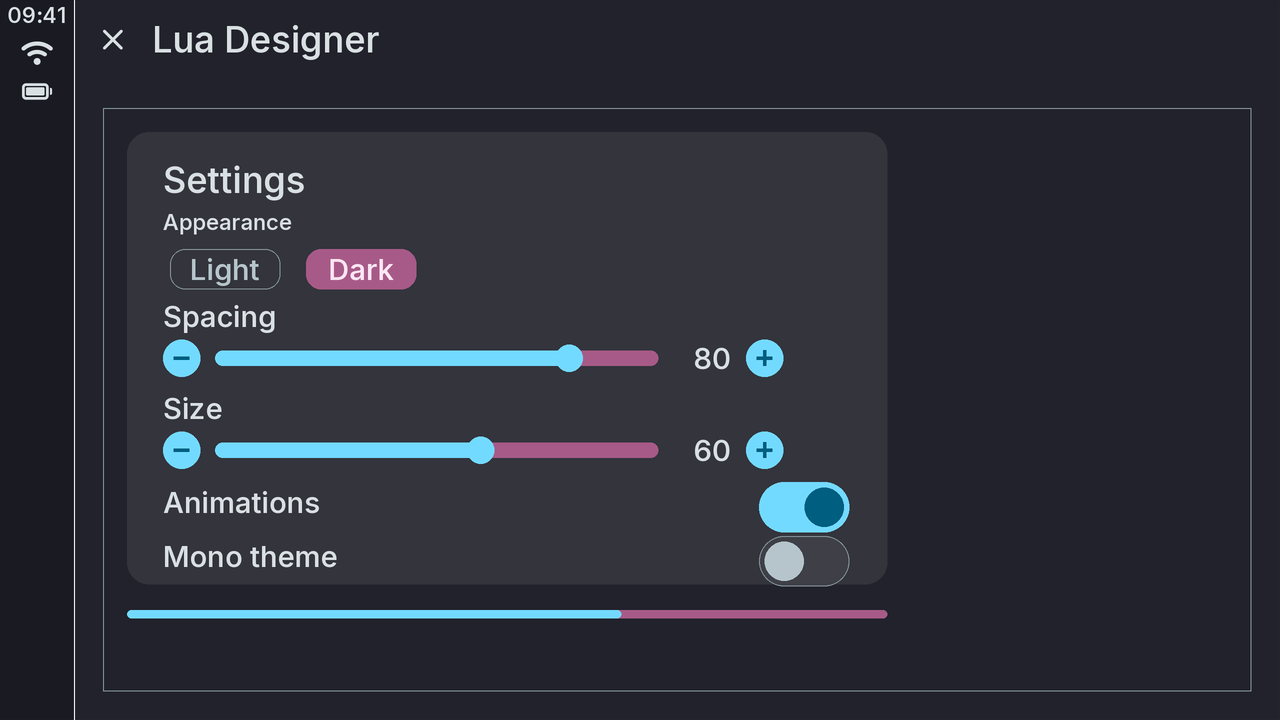 09:41
Lua Designer
Settings
Appearance
Light Dark
Spacing
80
Size
60
Animations
Mono theme